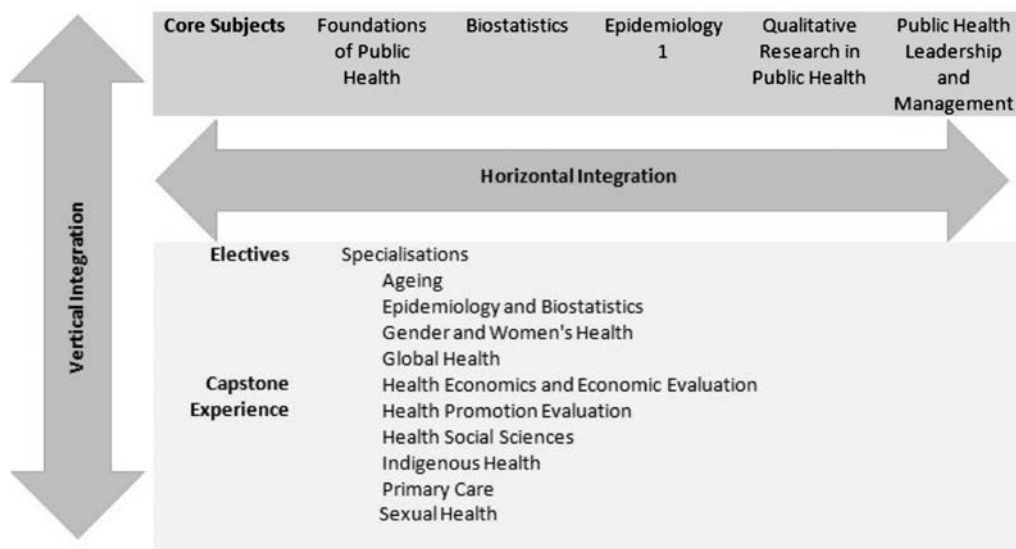 Core Subjects
Foundations
of Public
Health
Biostatistics
Epidemiology
1
Qualitative
Research in
Public Health
Public Health
Leadership
and
Management
Horizontal Integration
Vertical Integration
Electives
Specialisations
Ageing
Epidemiology and Biostatistics
Gender and Women's Health
Global Health
Capstone
Experience
Health Economics and Economic Evaluation
Health Promotion Evaluation
Health Social Sciences
Indigenous Health
Primary Care
Sexual Health